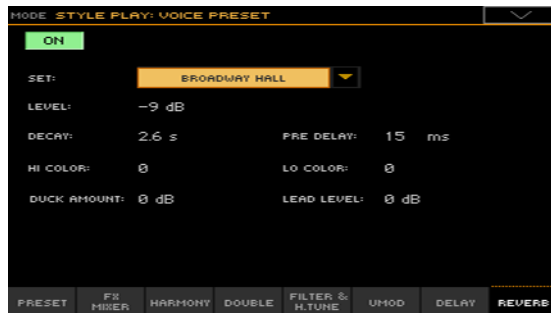 MODE STYLE PLAY: VOICE PRESET
ON
SET: BROADWAY HALL
LEVEL: -9 dB
DECAY: 2.6 s PRE DELAY: 15 ms
HI COLOR: 0 LO COLOR: 0
DUCK AMOUNT: 0 dB LEAD LEVEL: 0 dB
PRESET FX MIXER HARMONY DOUBLE FILTER & H.TUNE UMOD DELAY REVERB